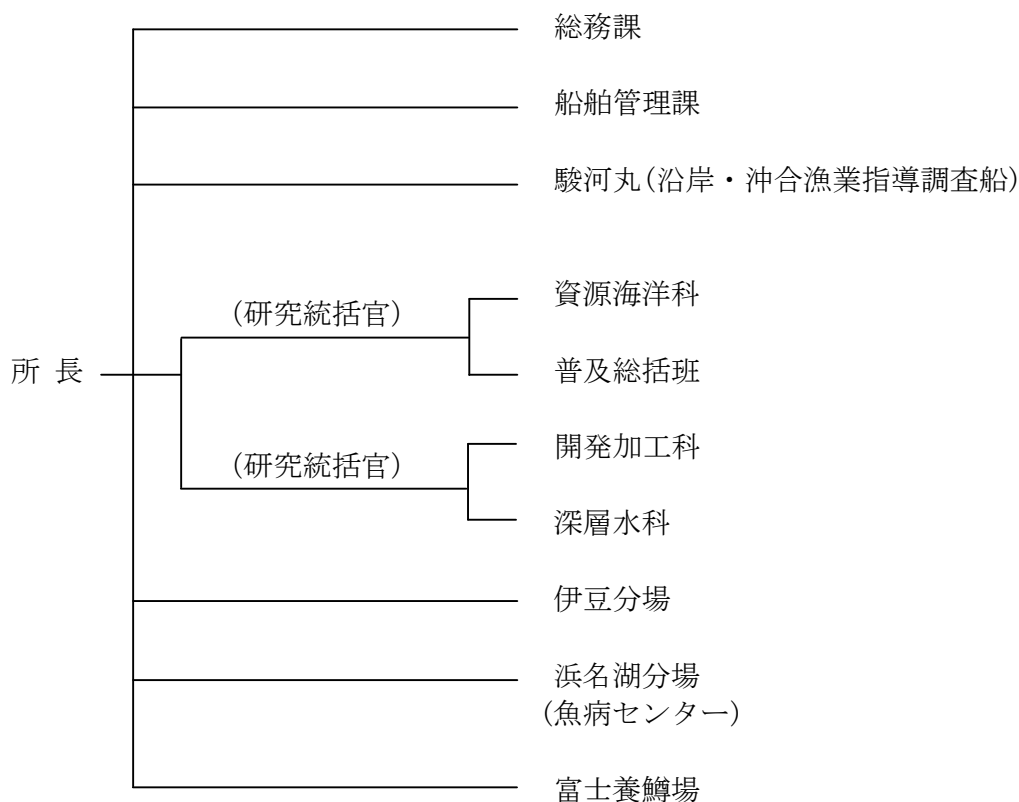 総務課
船舶管理課
駿河丸(沿岸・沖合漁業指導調査船)
資源海洋科
(研究統括官)
所 長
普及総括班
開発加工科
(研究統括官)
深層水科
伊豆分場
浜名湖分場
(魚病センター)
富士養鱒場